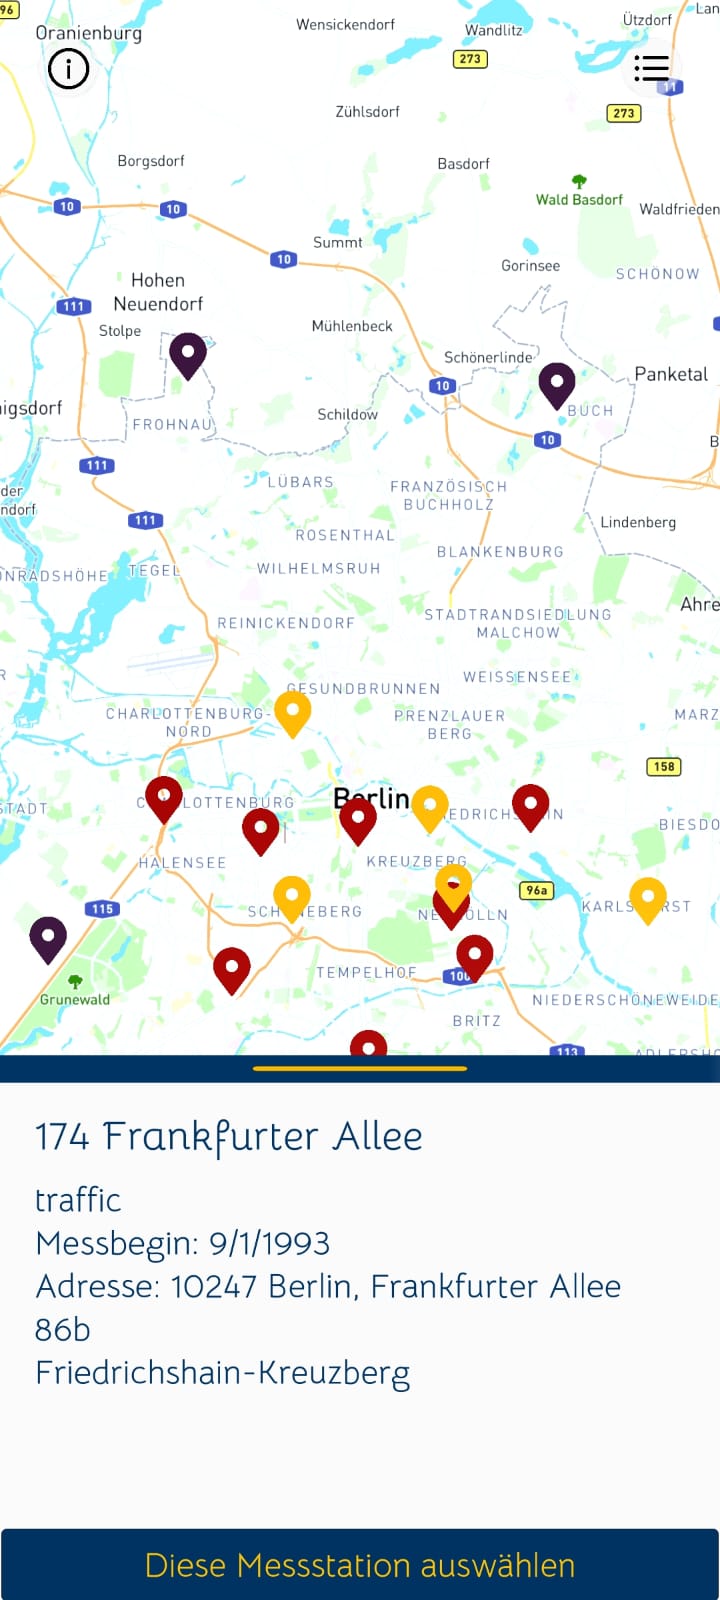 96
Oranienburg
Wensickendorf
Wandlitz
Ützdorf
Lan
273
11
273
Zühlsdorf
Borgsdorf
Basdorf
Wald Basdorf
Waldfrieden
10
10
Summt
10
Gorinsee
SCHÖNOW
Hohen
Neuendorf
111
Stolpe
Mühlenbeck
Schönerlinde
Panketal
10
igsdorf
Schildow
BUCH
FROHNAU
10
B
111
der
ndorf
LÜBARS
FRANZÖSISCH
BUCHHOLZ
111
Lindenberg
ROSENTHAL
BLANKENBURG
ONRADSHÖHE
TEGEL
WILHELMSRUH
Ahre
REINICKENDORF
STADTRANDSIEDLUNG
MALCHOW
R
WEISSENSEE
GESUNDBRUNNEN
CHARLOTTENBURG-
NORD
PRENZLAUER
BERG
MARZ
158
STADT
C LOTTENBURG
Berlin
EDRICHS IN
BIESDO
HALENSEE
KREUZBERG
96a
115
SCH NEBERG
NE ÖLLN
KARLS RST
TEMPELHOF
100
Grunewald
NIEDERSCHÖNEWEIDE
BRITZ
113
ADLERSHO
174 Frankfurter Allee
traffic
Messbegin: 9/1/1993
Adresse: 10247 Berlin, Frankfurter Allee
86b
Friedrichshain-Kreuzberg
Diese Messstation auswählen